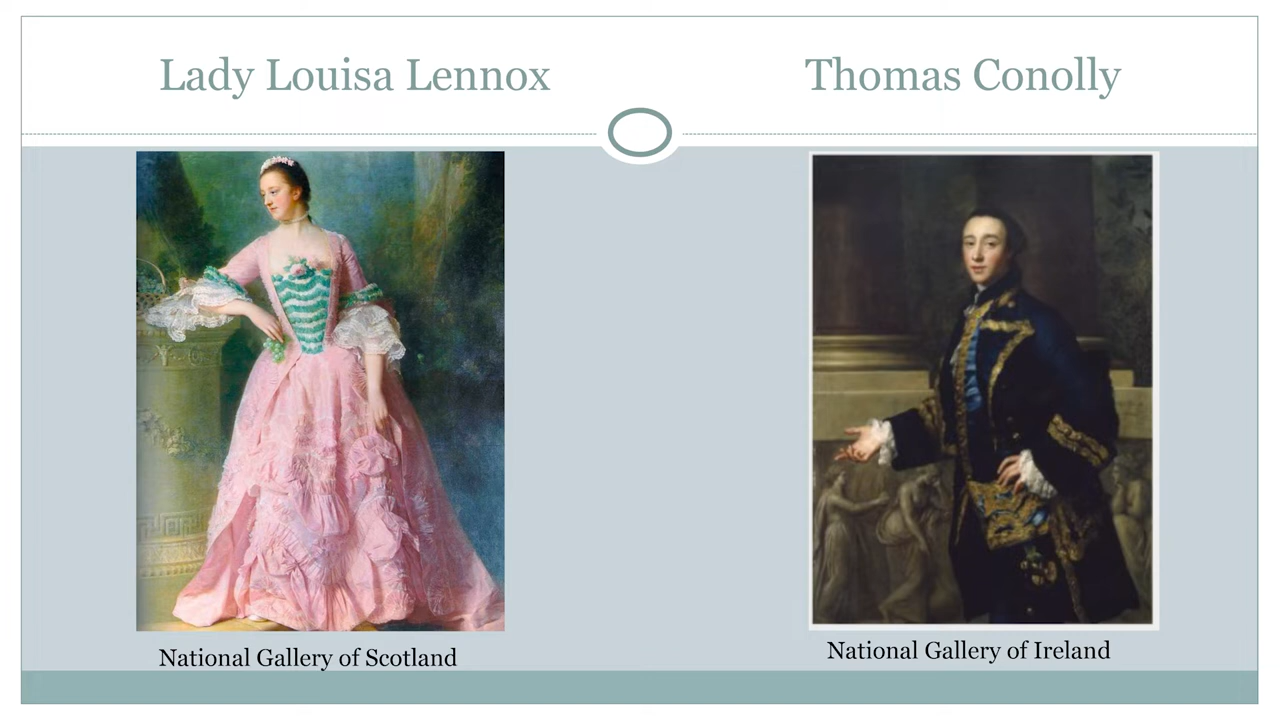 Lady Louisa Lennox
Thomas Conolly
National Gallery of Scotland
National Gallery of Ireland